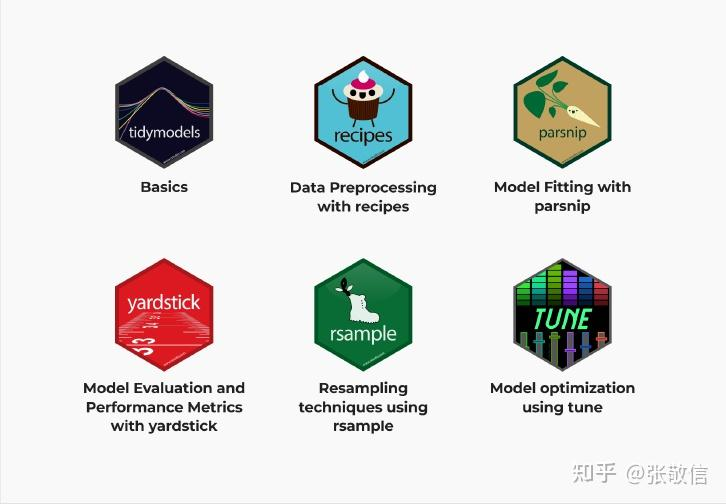 tidymodels
recipes
parsnip
Basics
Data Preprocessing
with recipes
Model Fitting with
parsnip
yardstick
rsample
TUNE
Model Evaluation and
Performance Metrics
with yardstick
Resampling
techniques using
rsample
Model optimization
using tune
知乎 @张敬信